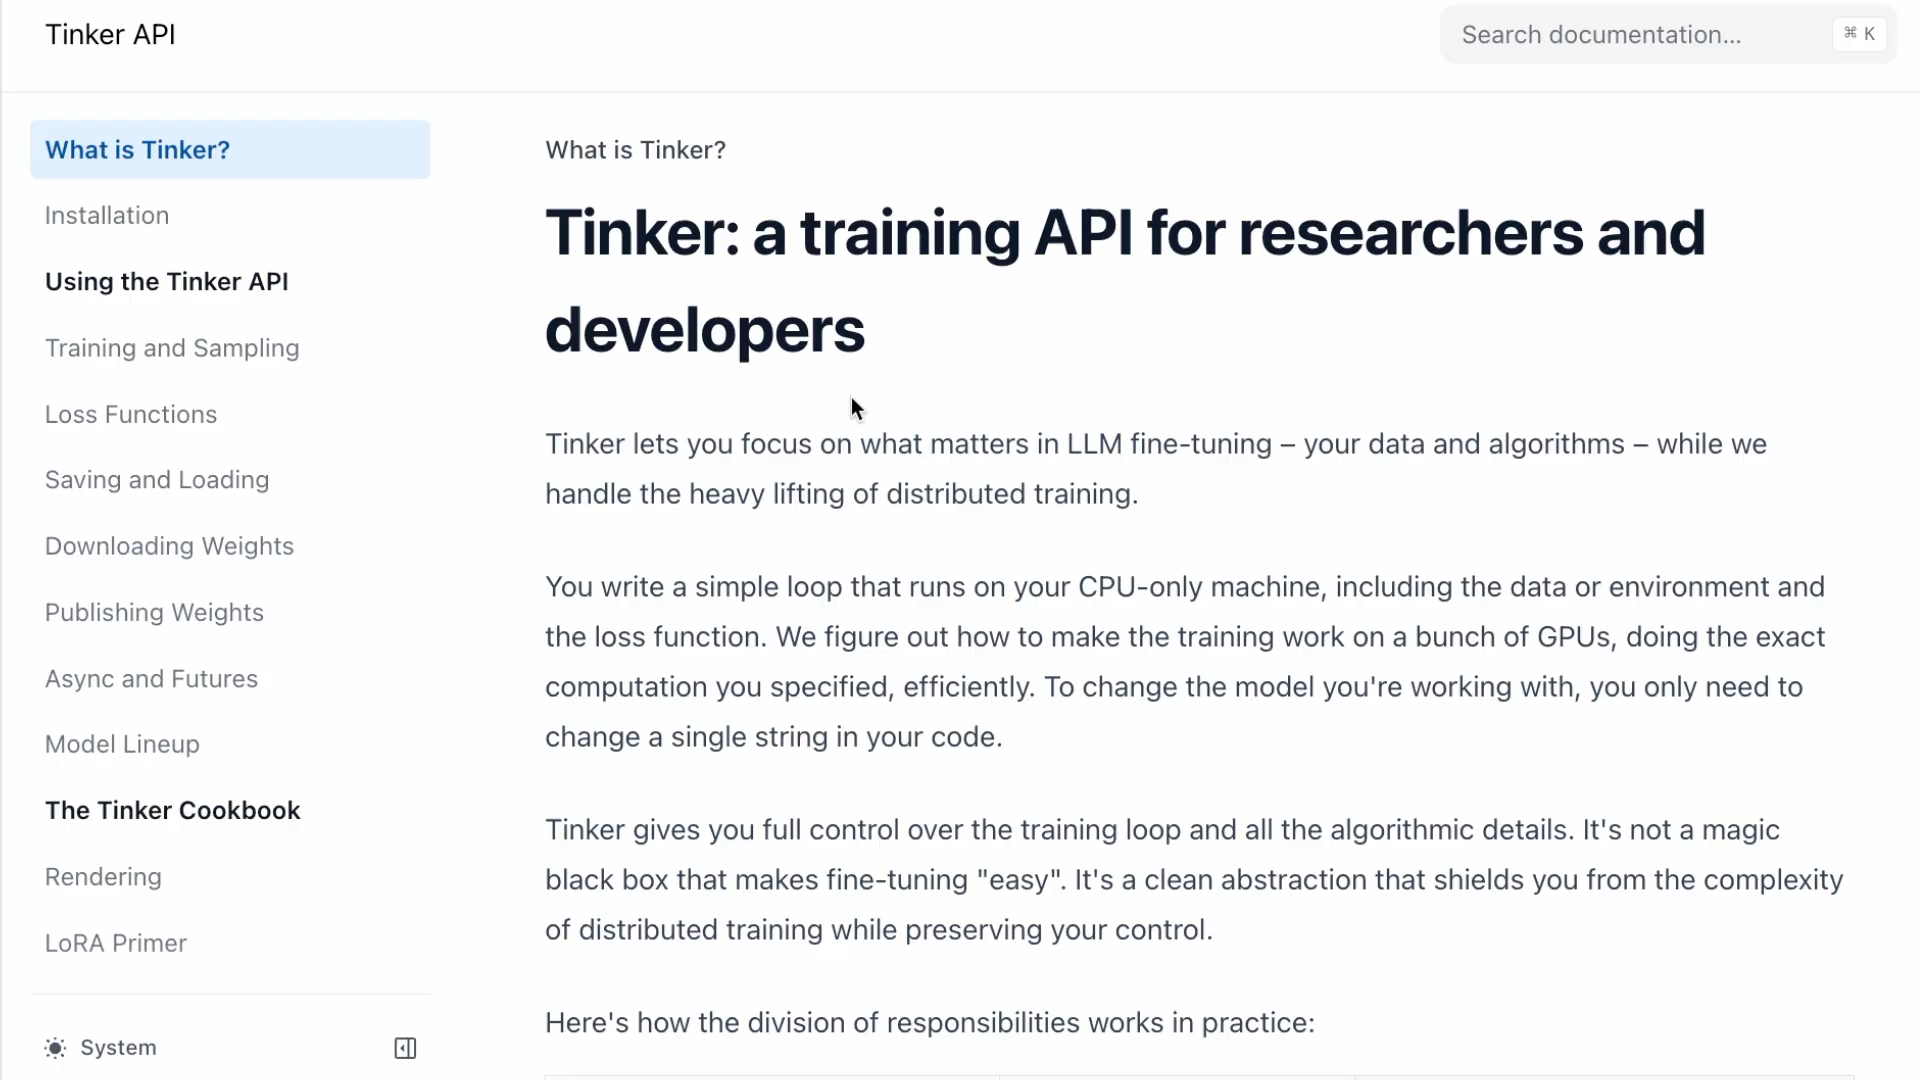 Tinker API
Search documentation...
⌘ K
What is Tinker?
Installation
Using the Tinker API
Training and Sampling
Loss Functions
Saving and Loading
Downloading Weights
Publishing Weights
Async and Futures
Model Lineup
The Tinker Cookbook
Rendering
LoRA Primer
System
What is Tinker?
Tinker: a training API for researchers and
developers
Tinker lets you focus on what matters in LLM fine-tuning – your data and algorithms – while we
handle the heavy lifting of distributed training.
You write a simple loop that runs on your CPU-only machine, including the data or environment and
the loss function. We figure out how to make the training work on a bunch of GPUs, doing the exact
computation you specified, efficiently. To change the model you're working with, you only need to
change a single string in your code.
Tinker gives you full control over the training loop and all the algorithmic details. It's not a magic
black box that makes fine-tuning "easy". It's a clean abstraction that shields you from the complexity
of distributed training while preserving your control.
Here's how the division of responsibilities works in practice: